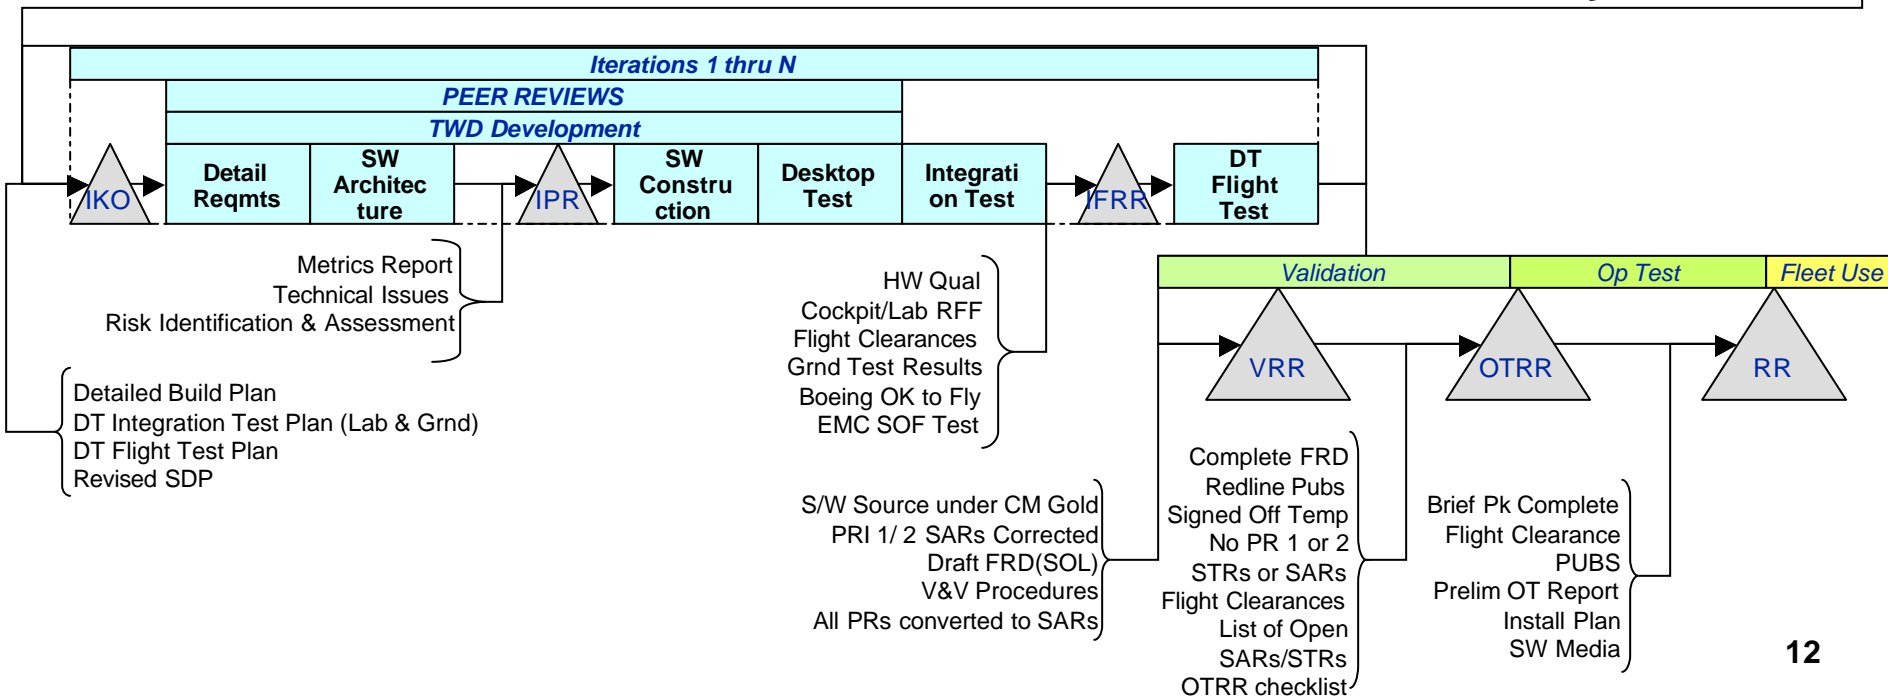 Iterations 1 thru N
PEER REVIEWS
TWD Development
IKO
Detail
Reqmts
SW
Architec
ture
IPR
SW
Constru
ction
Desktop
Test
Integrati
on Test
IFRR
DT
Flight
Test
Metrics Report
Technical Issues
Risk Identification & Assessment
Detailed Build Plan
DT Integration Test Plan (Lab & Grnd)
DT Flight Test Plan
Revised SDP
HW Qual
Cockpit/Lab RFF
Flight Clearances
Grnd Test Results
Boeing OK to Fly
EMC SOF Test
Validation
Op Test
Fleet Use
VRR
OTRR
RR
S/W Source under CM Gold
PRI 1/ 2 SARs Corrected
Draft FRD(SOL)
V&V Procedures
All PRs converted to SARs
Complete FRD
Redline Pubs
Signed Off Temp
No PR 1 or 2
STRs or SARs
Flight Clearances
List of Open
SARs/STRs
OTRR checklist
Brief Pk Complete
Flight Clearance
PUBS
Prelim OT Report
Install Plan
SW Media
12